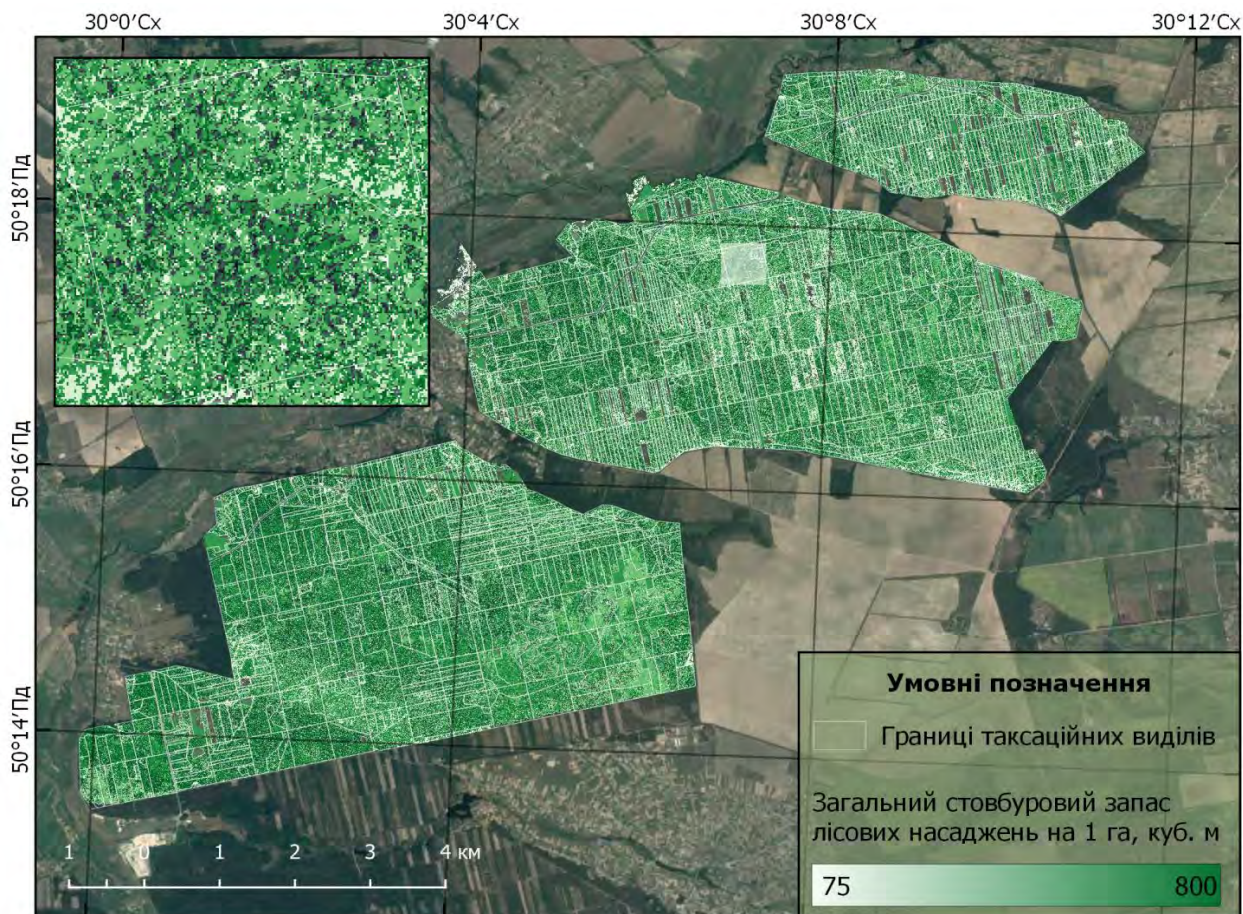 30°0′Сх 30°4′Сх 30°8′Сх 30°12′Сх
50°18′Пд
50°16′Пд
50°14′Пд
1 0 1 2 3 4 км
Умовні позначення
Границі таксаційних виділів
Загальний стовбуровий запас
лісових насаджень на 1 га, куб. м
75 800